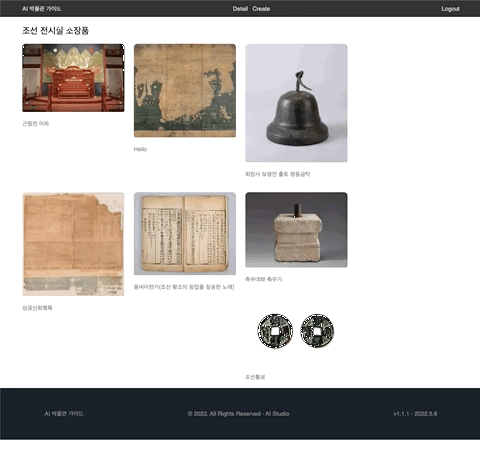 AI 박물관 가이드
Detail Create
Logout
조선 전시실 소장품
근정전 어좌
Hello
회암사 보광전 출토 청동금탁
삼공신회맹록
용비어천가(조선 왕조의 창업을 칭송한 노래)
측우대와 측우기
조선통보
AI 박물관 가이드
© 2022, All Rights Reserved - AI Studio
v1.1.1 - 2022.5.8